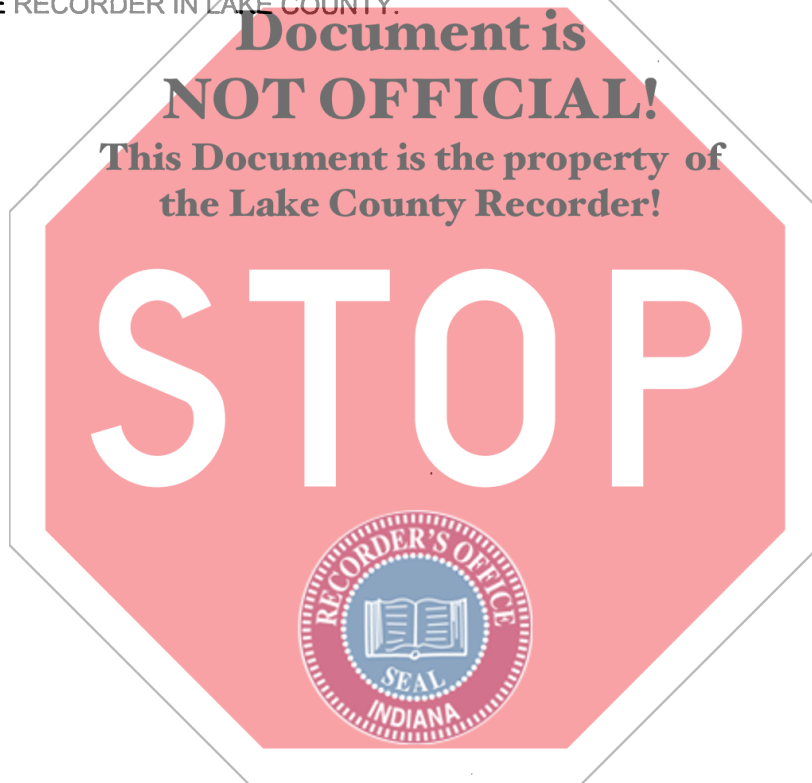 E RECORDER IN LAKE COUNTY.
Document is
NOT OFFICIAL!
This Document is the property of
the Lake County Recorder!
STOP
RECORDER'S OFFICE
SEAL
INDIANA